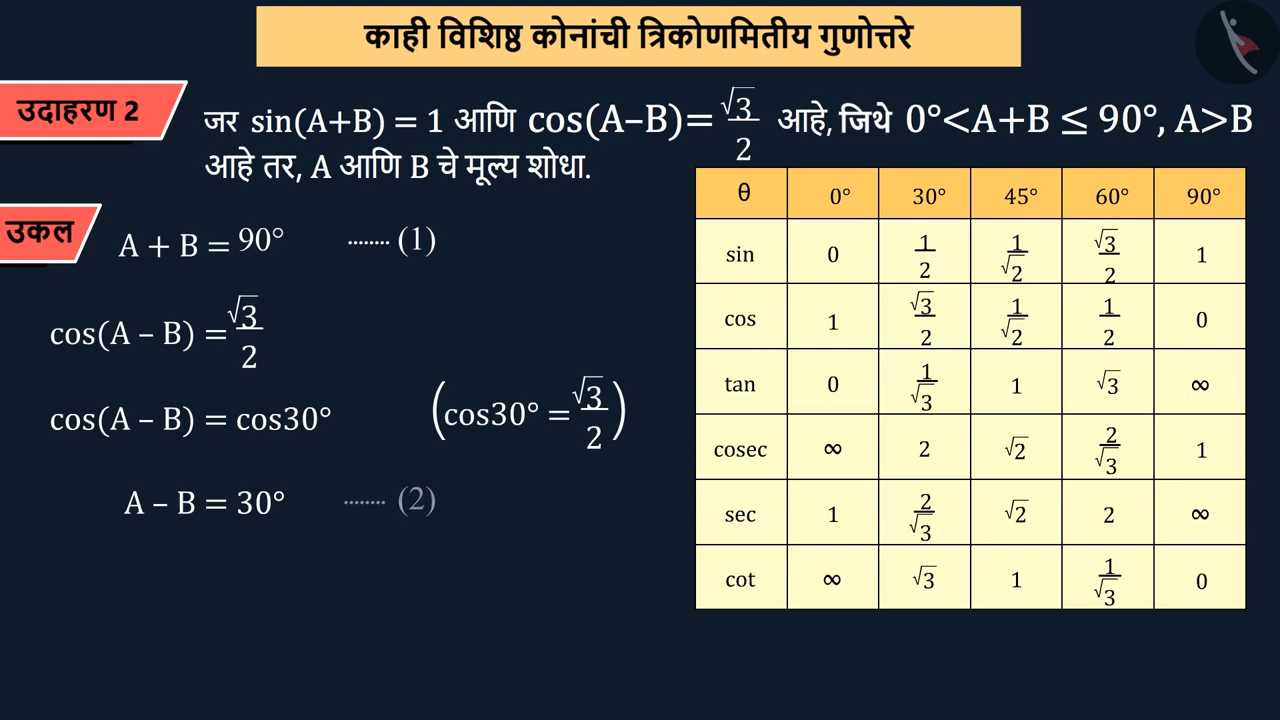 काही विशिष्ठ कोनांची त्रिकोणमितीय गुणोत्तरे
उदाहरण 2
जर sin(A+B) = 1 आणि cos(A–B)= √3/2 आहे, जिथे 0°<A+B ≤ 90°, A>B
आहे तर, A आणि B चे मूल्य शोधा.
उकल
A + B = 90° ........ (1)
cos(A – B) = √3/2
cos(A – B) = cos30° (cos30° = √3/2)
A – B = 30° ........ (2)
θ 0° 30° 45° 60° 90°
sin 0 1/2 1/√2 √3/2 1
cos 1 √3/2 1/√2 1/2 0
tan 0 1/√3 1 √3 ∞
cosec ∞ 2 √2 2/√3 1
sec 1 2/√3 √2 2 ∞
cot ∞ √3 1 1/√3 0